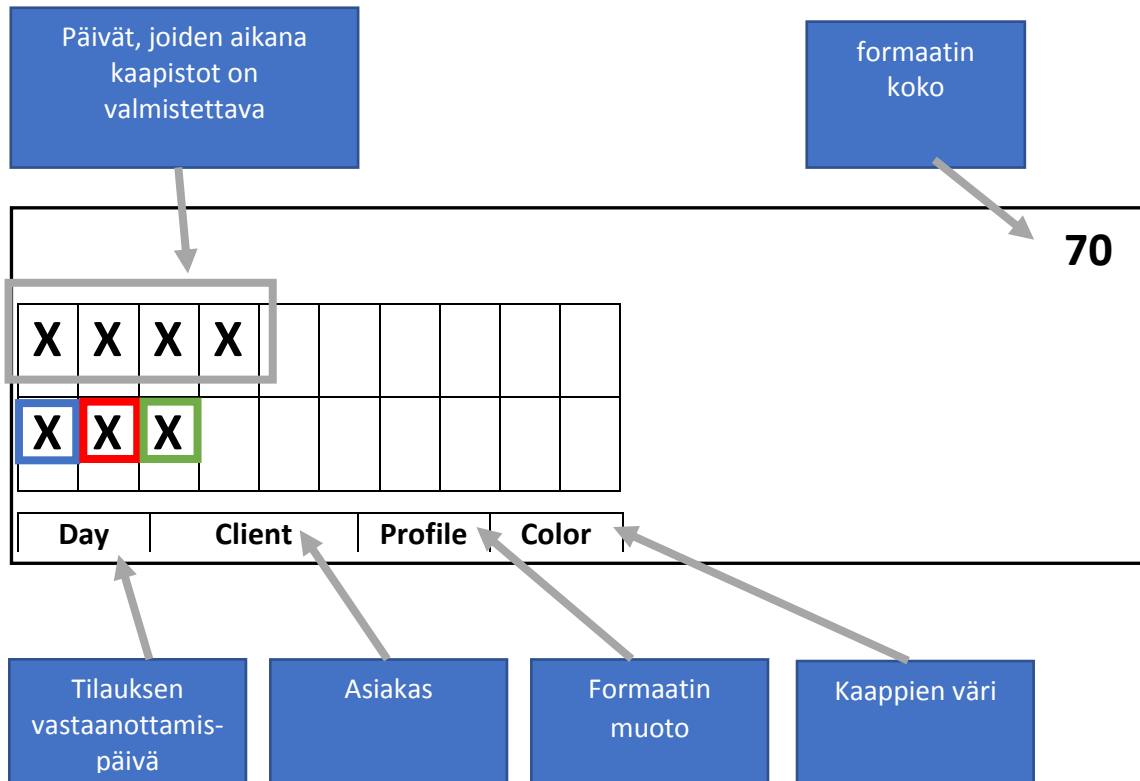 Päivät, joiden aikana
kaapistot on
valmistettava
formaatin
koko
70
X X X X
X X X
Day Client Profile Color
Tilauksen
vastaanottamis-
päivä
Asiakas
Formaatin
muoto
Kaappien väri